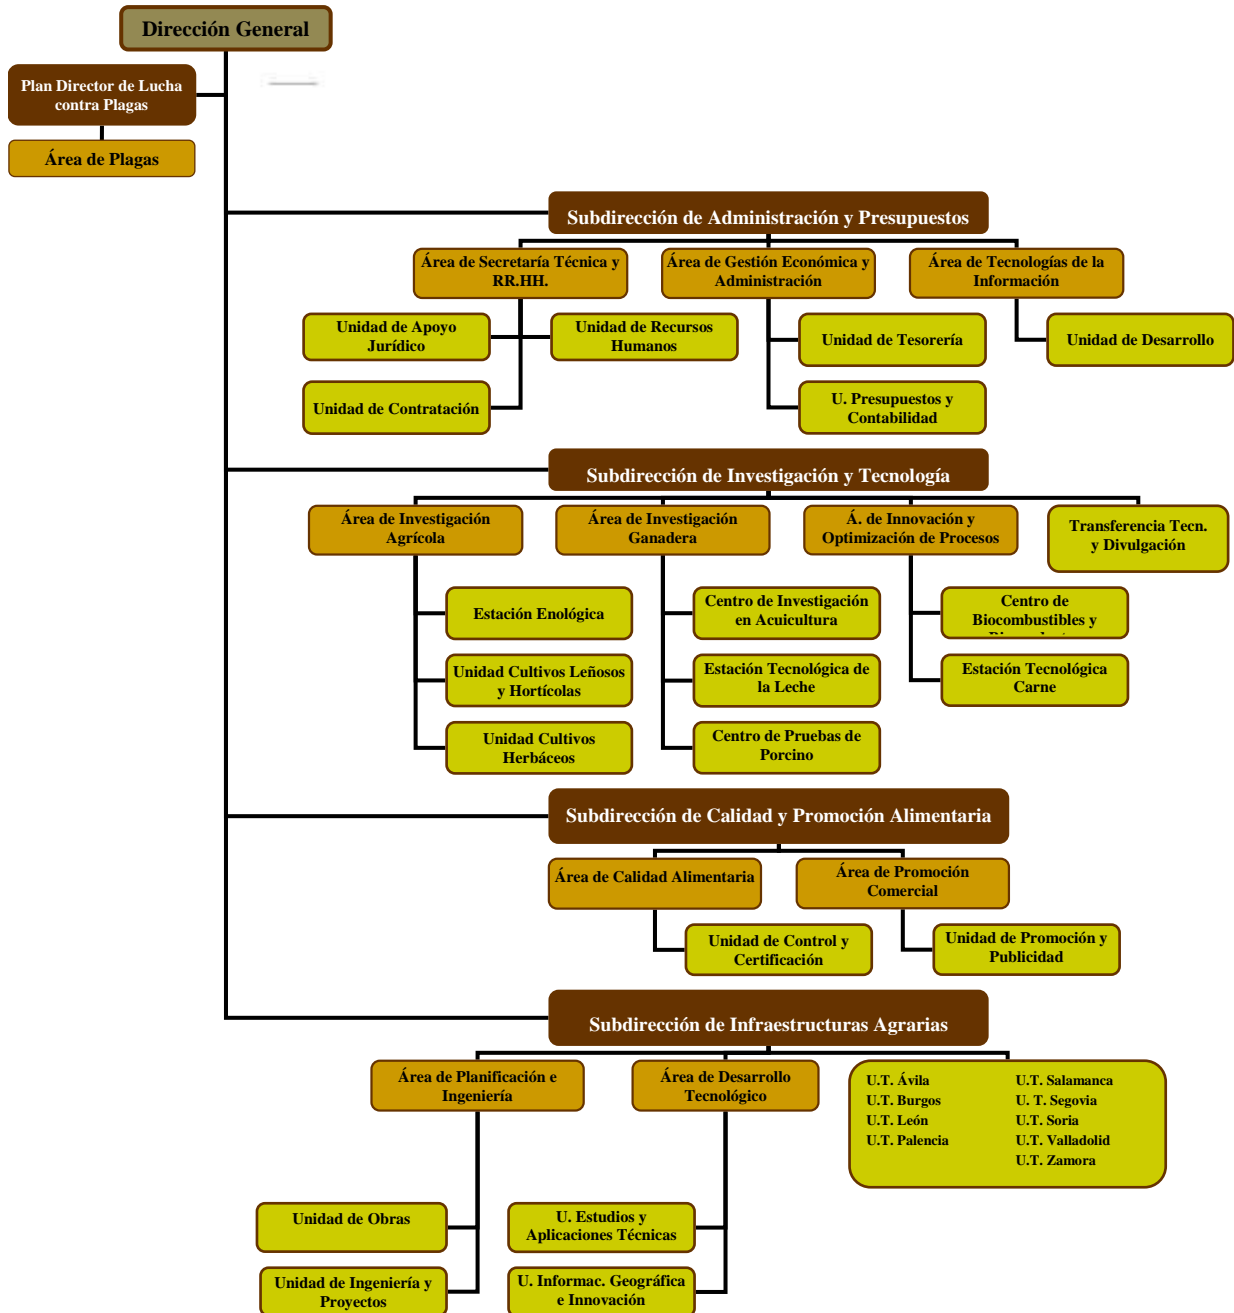 Dirección General
Plan Director de Lucha
contra Plagas
Área de Plagas
Subdirección de Administración y Presupuestos
Área de Secretaría Técnica y
RR.HH.
Área de Gestión Económica y
Administración
Área de Tecnologías de la
Información
Unidad de Apoyo
Jurídico
Unidad de Recursos
Humanos
Unidad de Tesorería
Unidad de Desarrollo
Unidad de Contratación
U. Presupuestos y
Contabilidad
Subdirección de Investigación y Tecnología
Área de Investigación
Agrícola
Área de Investigación
Ganadera
Á. de Innovación y
Optimización de Procesos
Transferencia Tecn.
y Divulgación
Estación Enológica
Centro de Investigación
en Acuicultura
Centro de
Biocombustibles y
Unidad Cultivos Leñosos
y Hortícolas
Estación Tecnológica de
la Leche
Estación Tecnológica
Carne
Unidad Cultivos
Herbáceos
Centro de Pruebas de
Porcino
Subdirección de Calidad y Promoción Alimentaria
Área de Calidad Alimentaria
Área de Promoción
Comercial
Unidad de Control y
Certificación
Unidad de Promoción y
Publicidad
Subdirección de Infraestructuras Agrarias
Área de Planificación e
Ingeniería
Área de Desarrollo
Tecnológico
U.T. Ávila
U.T. Burgos
U.T. León
U.T. Palencia
U.T. Salamanca
U. T. Segovia
U.T. Soria
U.T. Valladolid
U.T. Zamora
Unidad de Obras
U. Estudios y
Aplicaciones Técnicas
Unidad de Ingeniería y
Proyectos
U. Informac. Geográfica
e Innovación